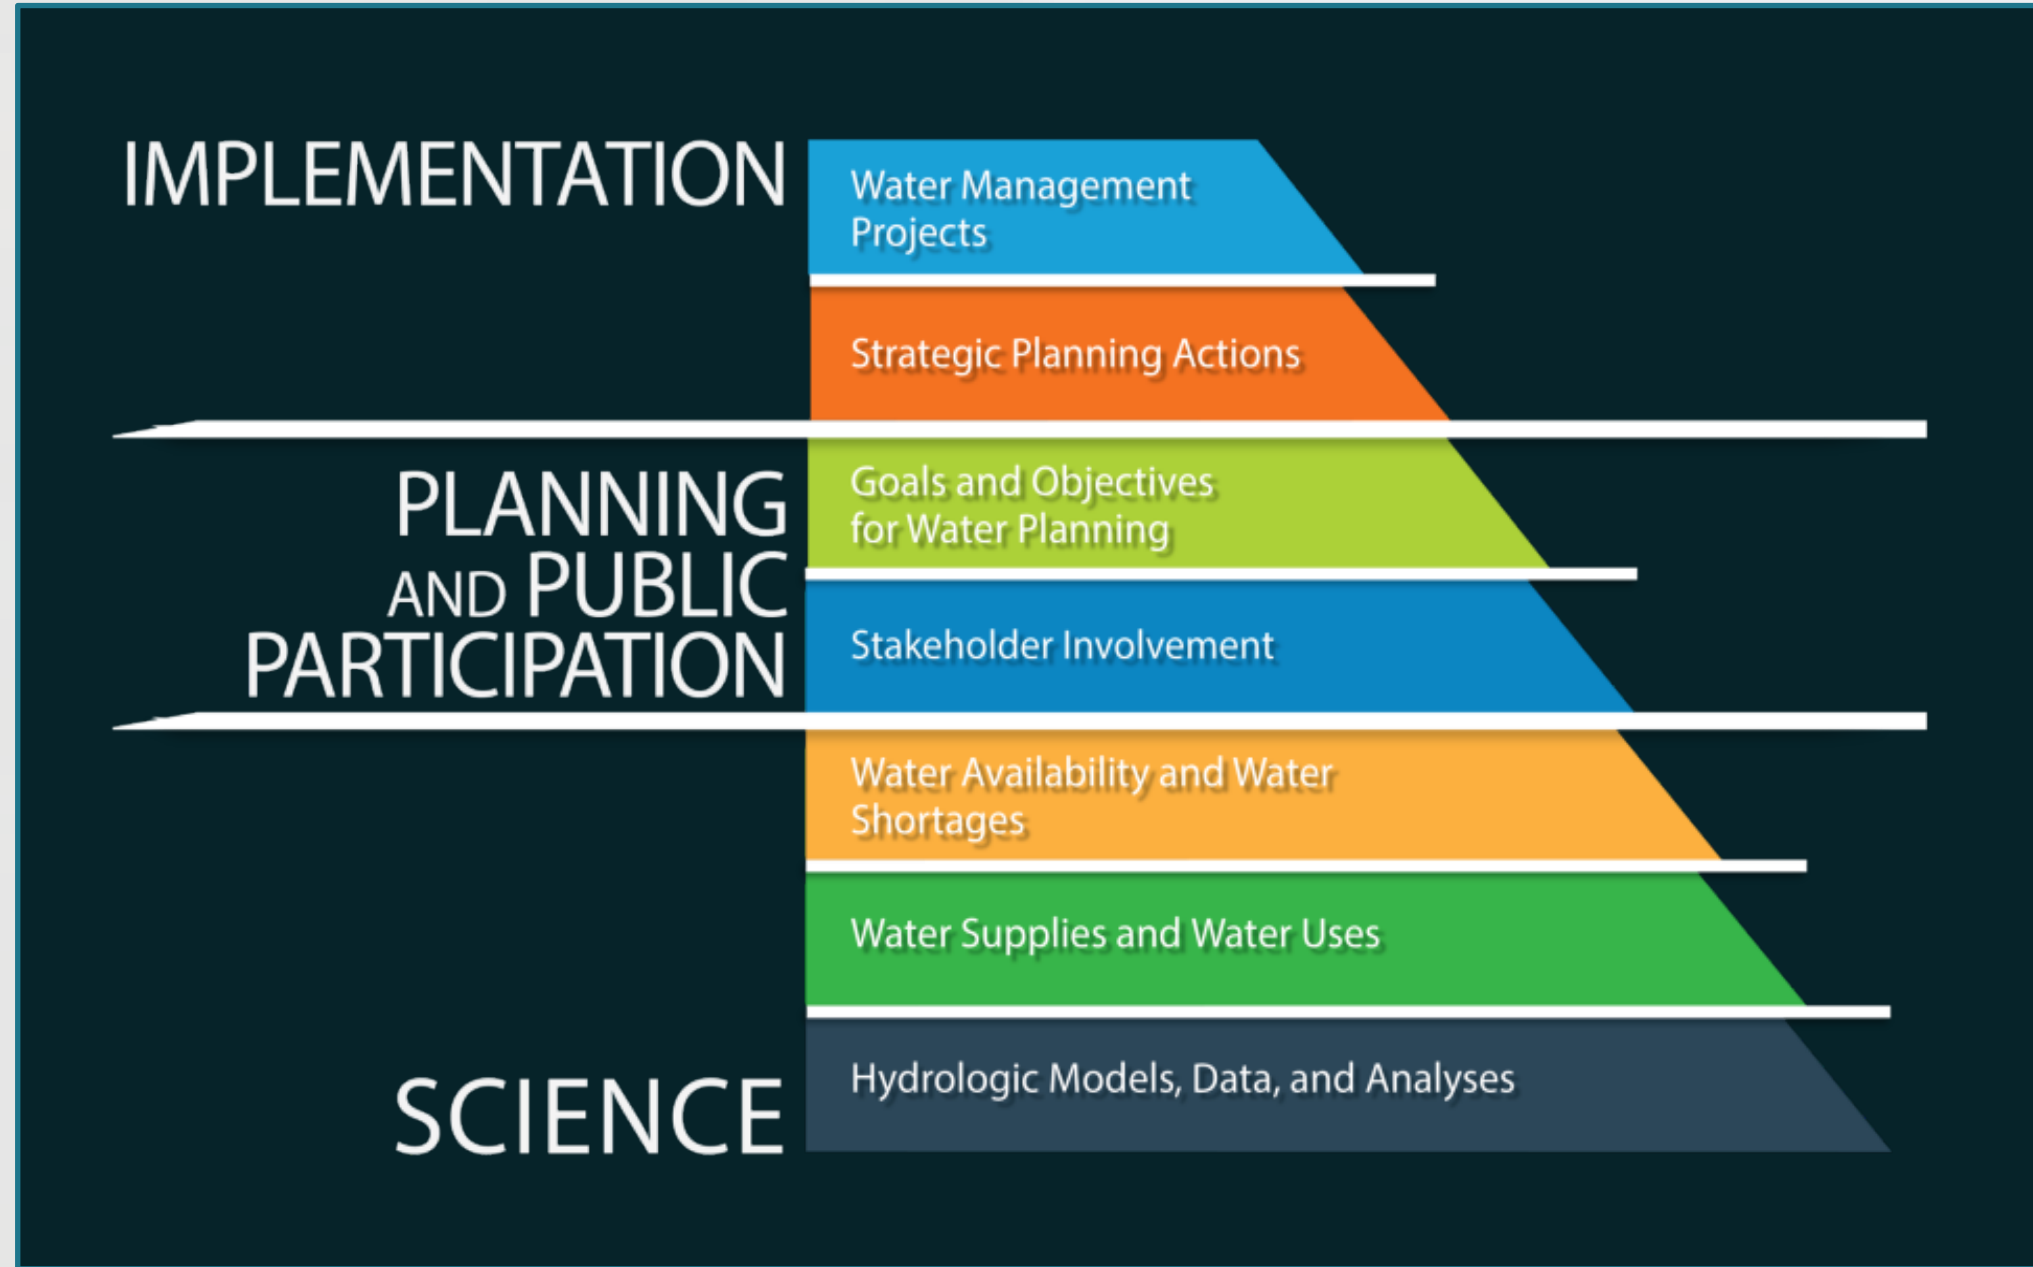 IMPLEMENTATION
Water Management
Projects
Strategic Planning Actions
PLANNING
AND PUBLIC
PARTICIPATION
Goals and Objectives
for Water Planning
Stakeholder Involvement
Water Availability and Water
Shortages
Water Supplies and Water Uses
SCIENCE
Hydrologic Models, Data, and Analyses